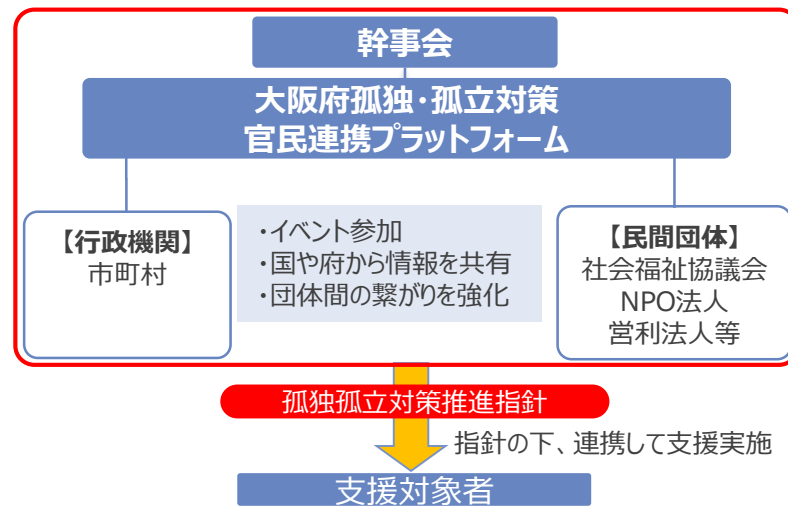 幹事会
大阪府孤独・孤立対策
官民連携プラットフォーム
【行政機関】
市町村
・イベント参加
・国や府から情報を共有
・団体間の繋がりを強化
【民間団体】
社会福祉協議会
NPO法人
営利法人等
孤独孤立対策推進指針
指針の下、連携して支援実施
支援対象者